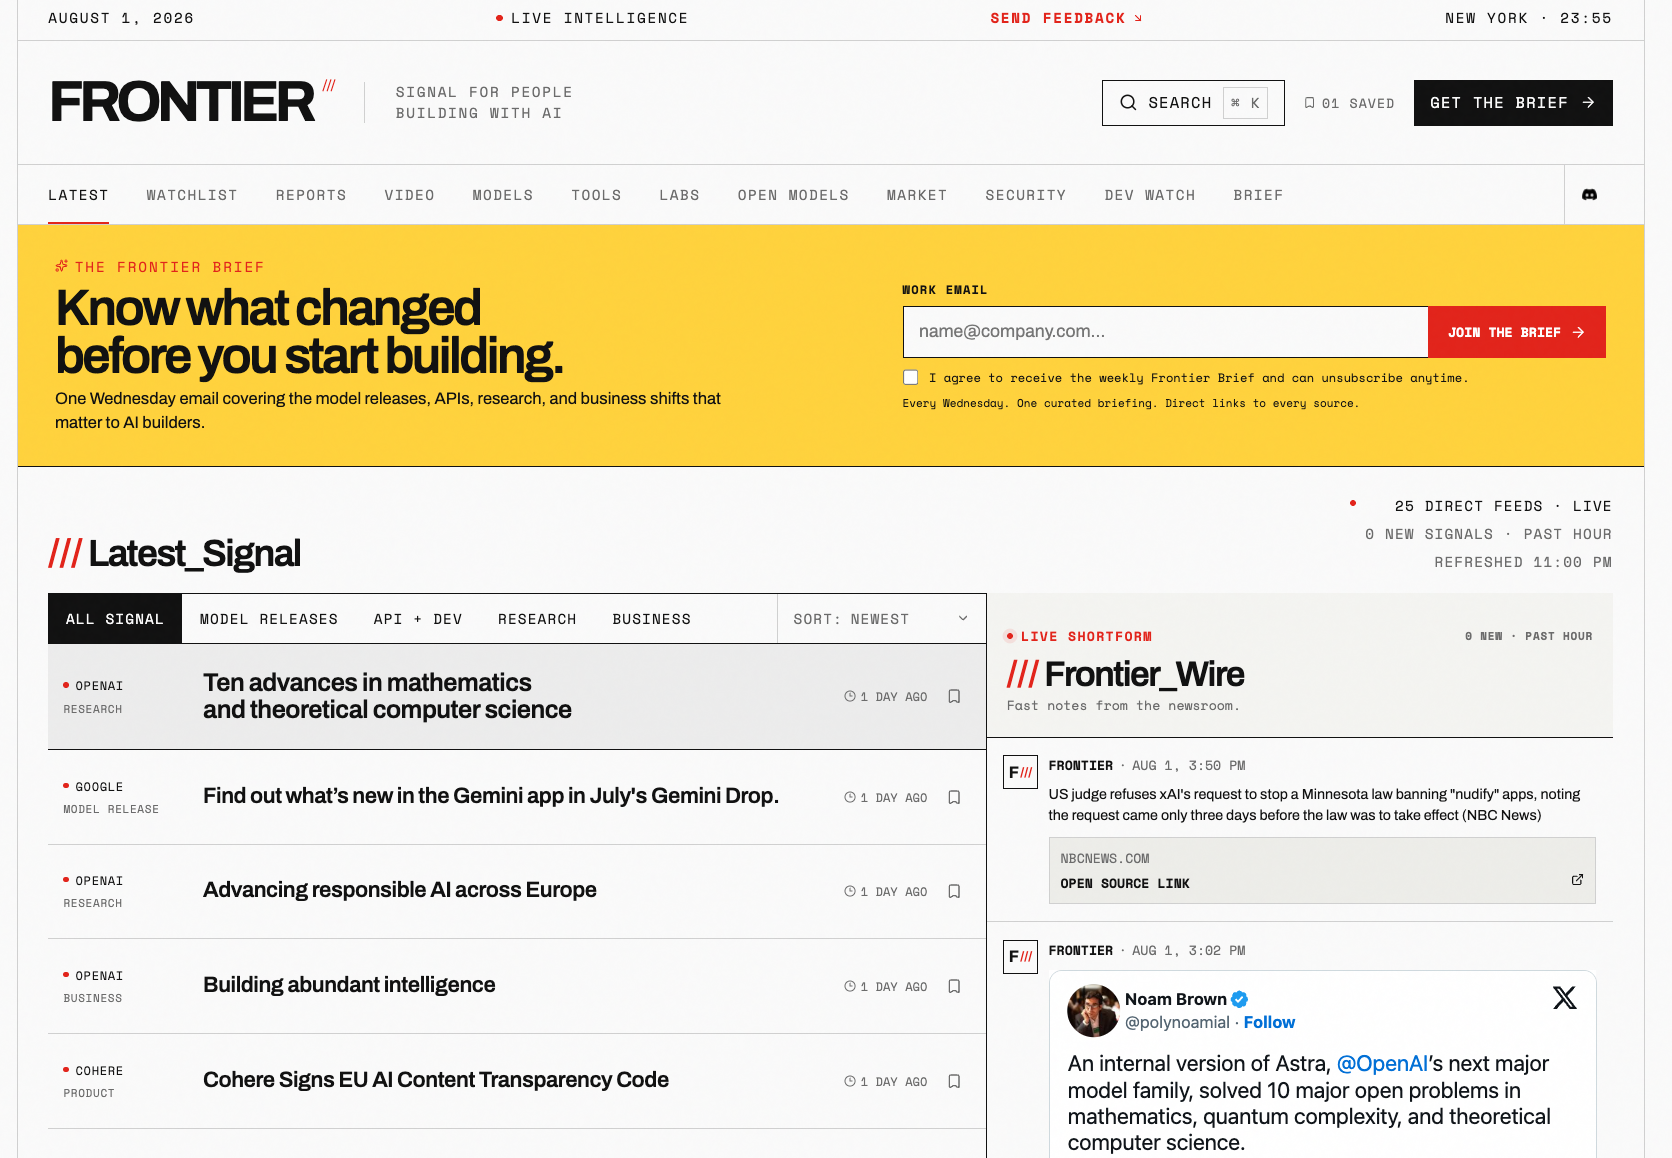 AUGUST 1, 2026
LIVE INTELLIGENCE
SEND FEEDBACK
NEW YORK · 23:55
FRONTIER ///
SIGNAL FOR PEOPLE
BUILDING WITH AI
SEARCH ⌘ K
01 SAVED
GET THE BRIEF →
LATEST
WATCHLIST
REPORTS
VIDEO
MODELS
TOOLS
LABS
OPEN MODELS
MARKET
SECURITY
DEV WATCH
BRIEF
THE FRONTIER BRIEF
Know what changed
before you start building.
One Wednesday email covering the model releases, APIs, research, and business shifts that
matter to AI builders.
WORK EMAIL
name@company.com...
JOIN THE BRIEF →
I agree to receive the weekly Frontier Brief and can unsubscribe anytime.
Every Wednesday. One curated briefing. Direct links to every source.
/// Latest_Signal
25 DIRECT FEEDS · LIVE
0 NEW SIGNALS · PAST HOUR
REFRESHED 11:00 PM
ALL SIGNAL
MODEL RELEASES
API + DEV
RESEARCH
BUSINESS
SORT: NEWEST
OPENAI
RESEARCH
Ten advances in mathematics
and theoretical computer science
1 DAY AGO
GOOGLE
MODEL RELEASE
Find out what’s new in the Gemini app in July's Gemini Drop.
1 DAY AGO
OPENAI
RESEARCH
Advancing responsible AI across Europe
1 DAY AGO
OPENAI
BUSINESS
Building abundant intelligence
1 DAY AGO
COHERE
PRODUCT
Cohere Signs EU AI Content Transparency Code
1 DAY AGO
LIVE SHORTFORM
0 NEW · PAST HOUR
/// Frontier_Wire
Fast notes from the newsroom.
F///
FRONTIER · AUG 1, 3:50 PM
US judge refuses xAI's request to stop a Minnesota law banning "nudify" apps, noting
the request came only three days before the law was to take effect (NBC News)
NBCNEWS.COM
OPEN SOURCE LINK
F///
FRONTIER · AUG 1, 3:02 PM
Noam Brown
@polynoamial · Follow
An internal version of Astra, @OpenAI’s next major
model family, solved 10 major open problems in
mathematics, quantum complexity, and theoretical
computer science.